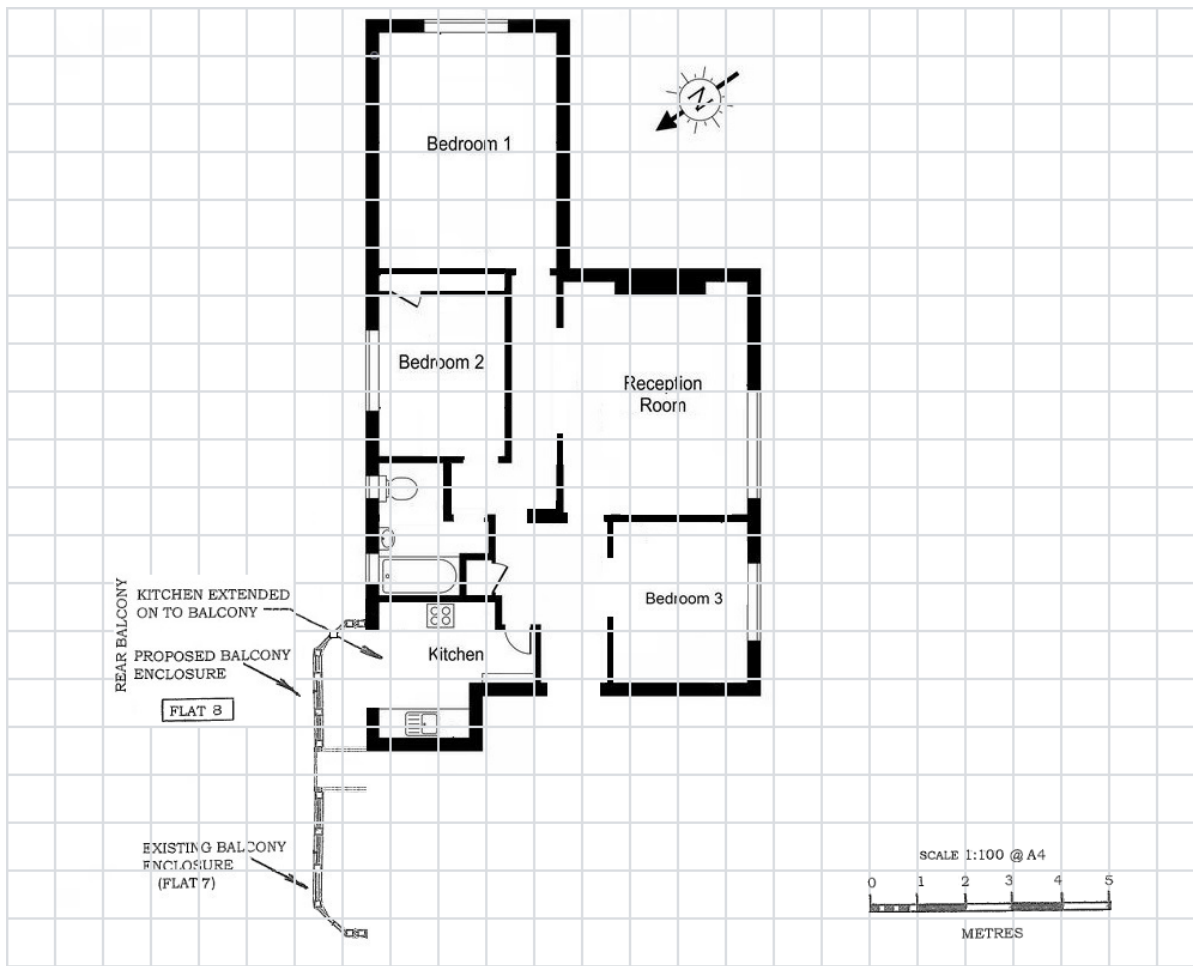 Bedroom 1
N
Bedroom 2
Reception
Room
KITCHEN EXTENDED
ON TO BALCONY
REAR BALCONY
Bedroom 3
PROPOSED BALCONY
ENCLOSURE
Kitchen
FLAT 8
EXISTING BALCONY
ENCLOSURE
(FLAT 7)
SCALE 1:100 @ A4
0 1 2 3 4 5
METRES